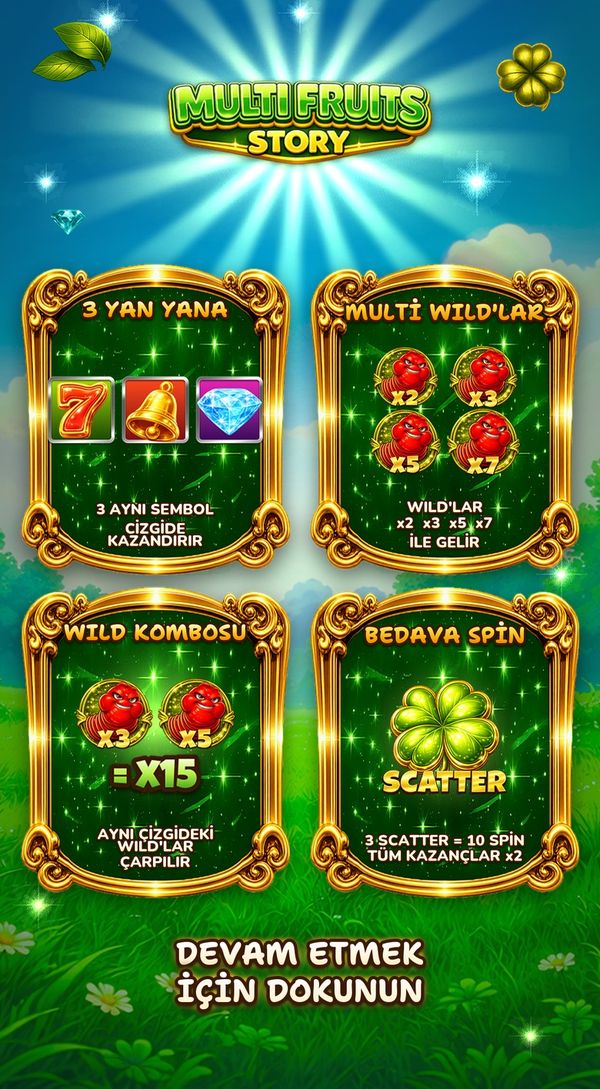 MULTI FRUITS
STORY
3 YAN YANA
7
3 AYNI SEMBOL
ÇİZGİDE
KAZANDIRIR
MULTİ WILD'LAR
X2 X3
X5 X7
WILD'LAR
x2 x3 x5 x7
İLE GELİR
WILD KOMBOSU
X3 X5
= X15
AYNI ÇİZGİDEKİ
WILD'LAR
ÇARPILIR
BEDAVA SPİN
SCATTER
3 SCATTER = 10 SPIN
TÜM KAZANÇLAR x2
DEVAM ETMEK
İÇİN DOKUNUN